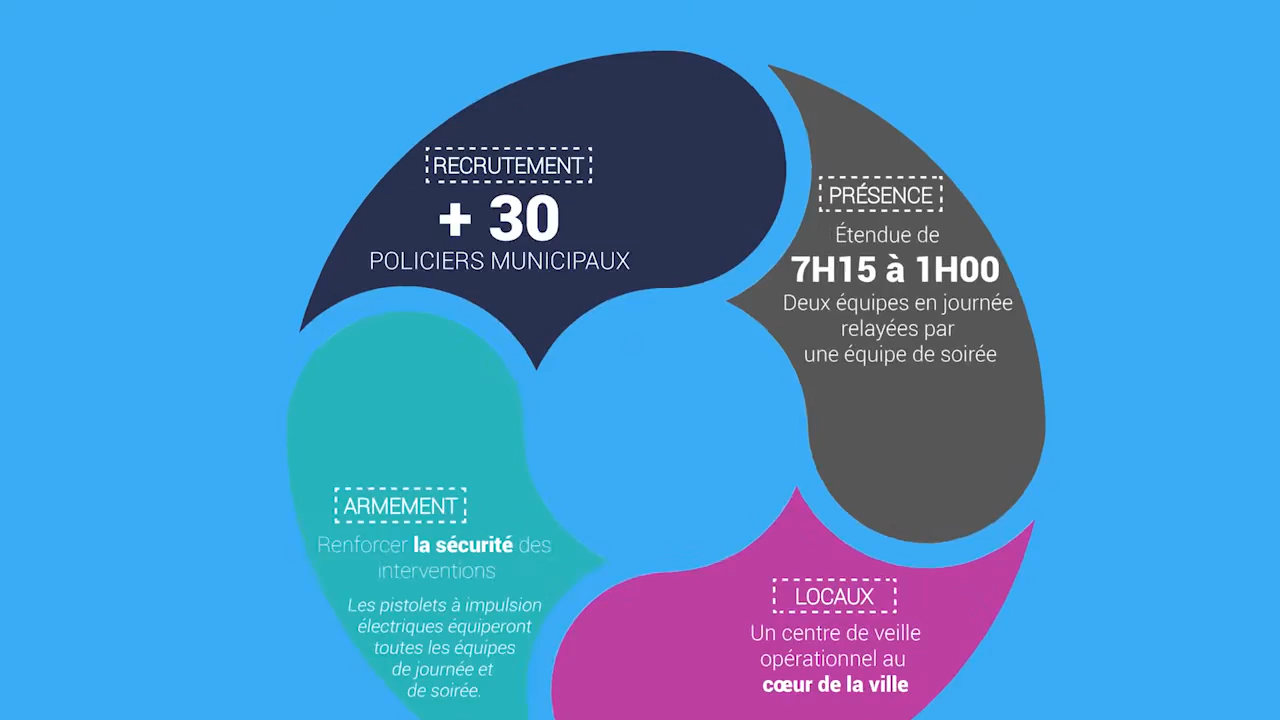 RECRUTEMENT
+ 30
POLICIERS MUNICIPAUX
PRÉSENCE
Étendue de
7H15 à 1H00
Deux équipes en journée
relayées par
une équipe de soirée
ARMEMENT
Renforcer la sécurité des
interventions
Les pistolets à impulsion
électriques équiperont
toutes les équipes
de journée et
de soirée.
LOCAUX
Un centre de veille
opérationnel au
cœur de la ville